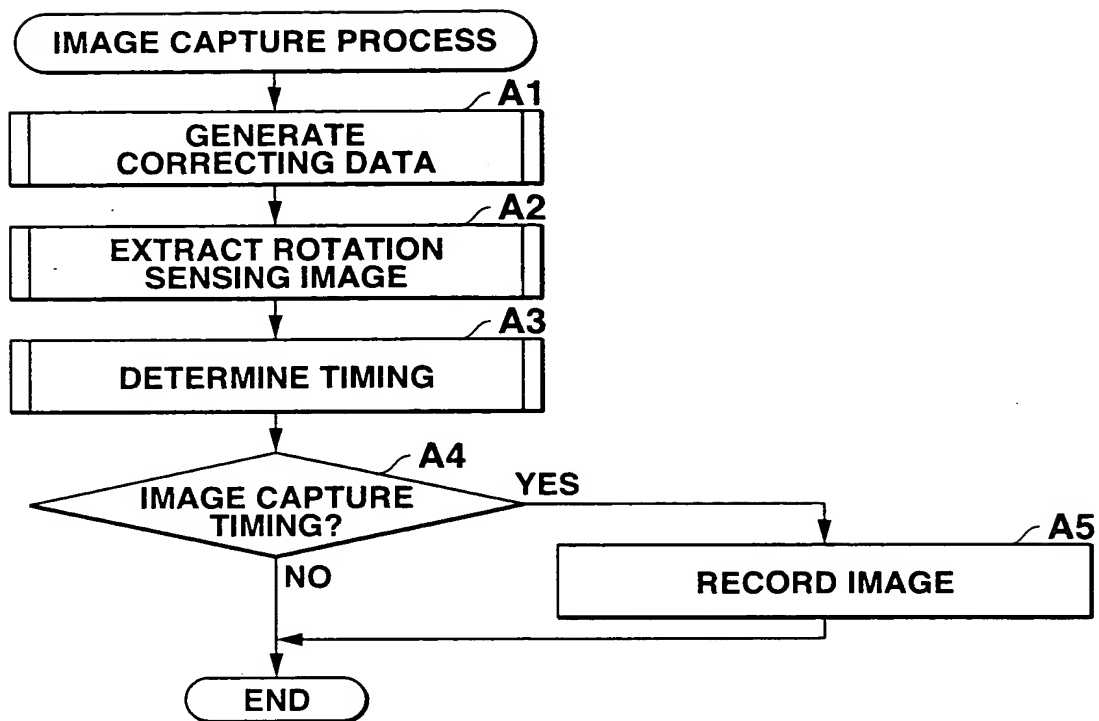 IMAGE CAPTURE PROCESS
A1
GENERATE
CORRECTING DATA
A2
EXTRACT ROTATION
SENSING IMAGE
A3
DETERMINE TIMING
A4
IMAGE CAPTURE
TIMING?
YES
NO
A5
RECORD IMAGE
END